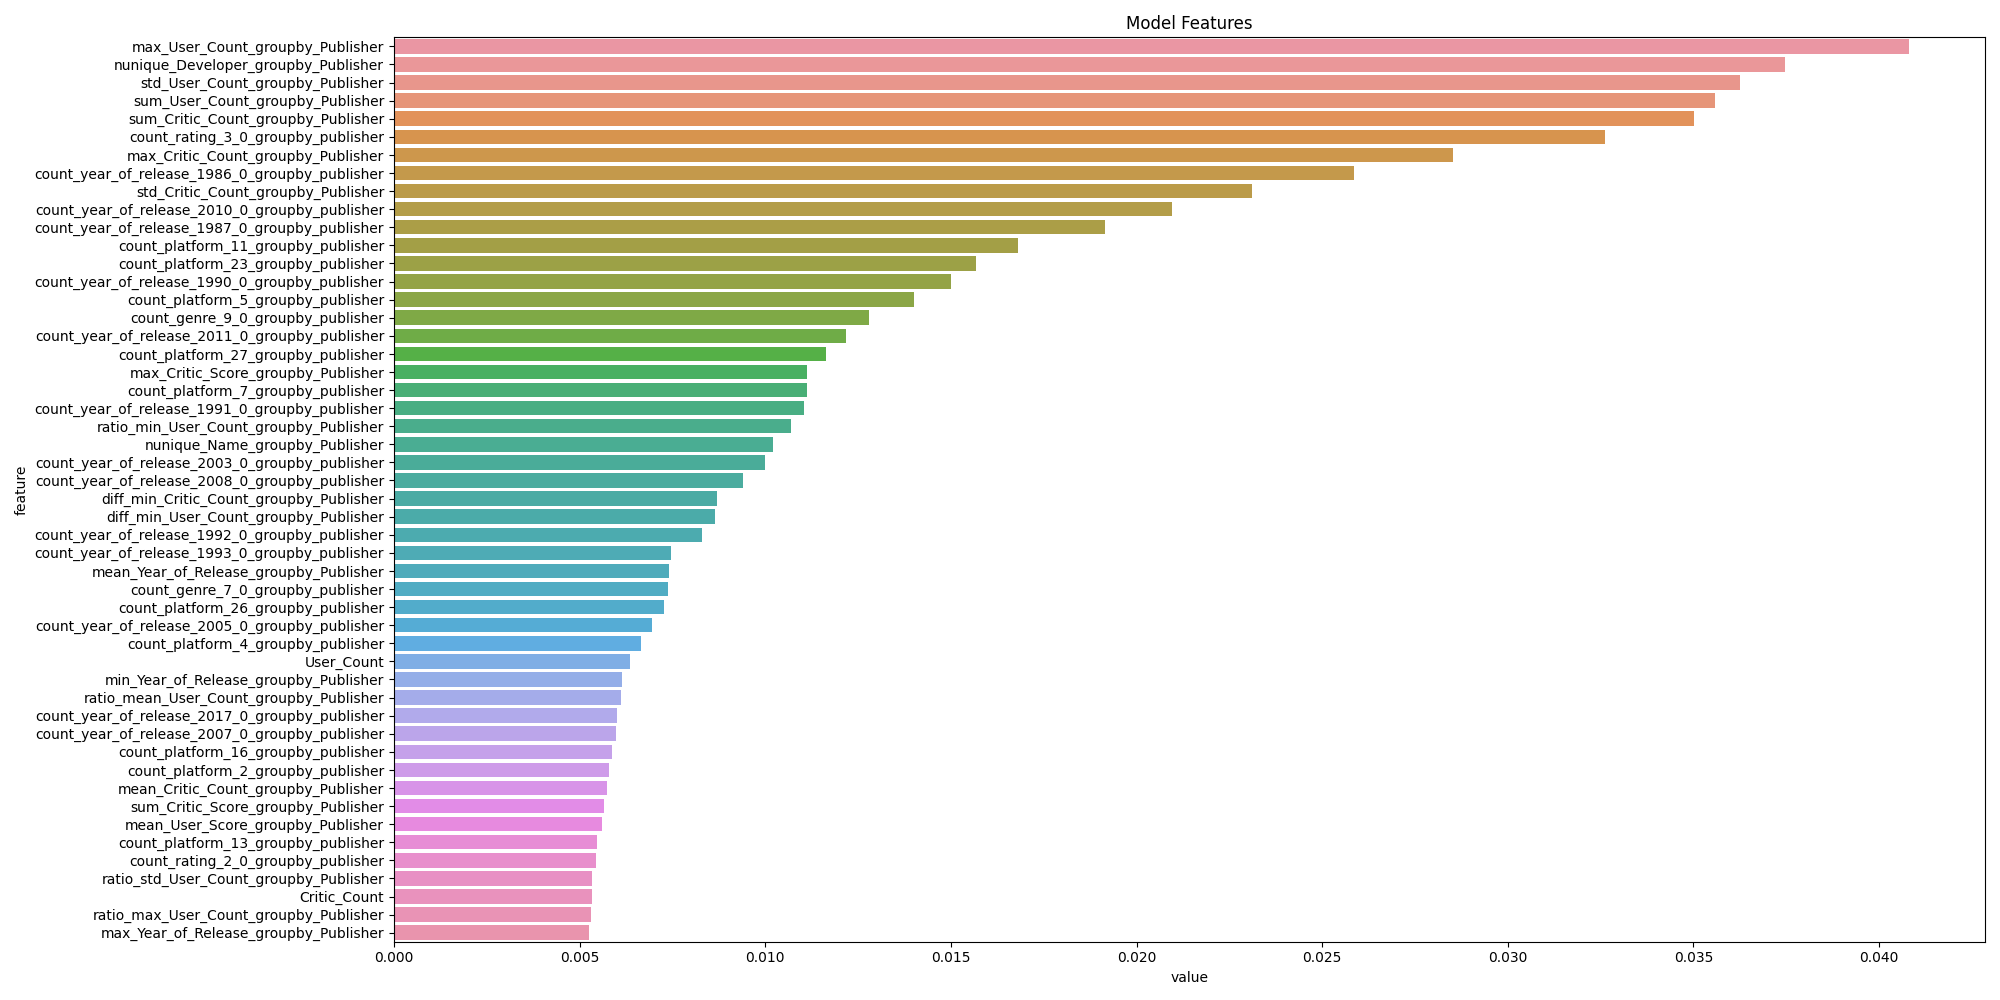 Model Features
max_User_Count_groupby_Publisher
nunique_Developer_groupby_Publisher
std_User_Count_groupby_Publisher
sum_User_Count_groupby_Publisher
sum_Critic_Count_groupby_Publisher
count_rating_3_0_groupby_publisher
max_Critic_Count_groupby_Publisher
count_year_of_release_1986_0_groupby_publisher
std_Critic_Count_groupby_Publisher
count_year_of_release_2010_0_groupby_publisher
count_year_of_release_1987_0_groupby_publisher
count_platform_11_groupby_publisher
count_platform_23_groupby_publisher
count_year_of_release_1990_0_groupby_publisher
count_platform_5_groupby_publisher
count_genre_9_0_groupby_publisher
count_year_of_release_2011_0_groupby_publisher
count_platform_27_groupby_publisher
max_Critic_Score_groupby_Publisher
count_platform_7_groupby_publisher
count_year_of_release_1991_0_groupby_publisher
ratio_min_User_Count_groupby_Publisher
nunique_Name_groupby_Publisher
count_year_of_release_2003_0_groupby_publisher
count_year_of_release_2008_0_groupby_publisher
diff_min_Critic_Count_groupby_Publisher
diff_min_User_Count_groupby_Publisher
count_year_of_release_1992_0_groupby_publisher
count_year_of_release_1993_0_groupby_publisher
mean_Year_of_Release_groupby_Publisher
count_genre_7_0_groupby_publisher
count_platform_26_groupby_publisher
count_year_of_release_2005_0_groupby_publisher
count_platform_4_groupby_publisher
User_Count
min_Year_of_Release_groupby_Publisher
ratio_mean_User_Count_groupby_Publisher
count_year_of_release_2017_0_groupby_publisher
count_year_of_release_2007_0_groupby_publisher
count_platform_16_groupby_publisher
count_platform_2_groupby_publisher
mean_Critic_Count_groupby_Publisher
sum_Critic_Score_groupby_Publisher
mean_User_Score_groupby_Publisher
count_platform_13_groupby_publisher
count_rating_2_0_groupby_publisher
ratio_std_User_Count_groupby_Publisher
Critic_Count
ratio_max_User_Count_groupby_Publisher
max_Year_of_Release_groupby_Publisher
feature
0.000 0.005 0.010 0.015 0.020 0.025 0.030 0.035 0.040
value